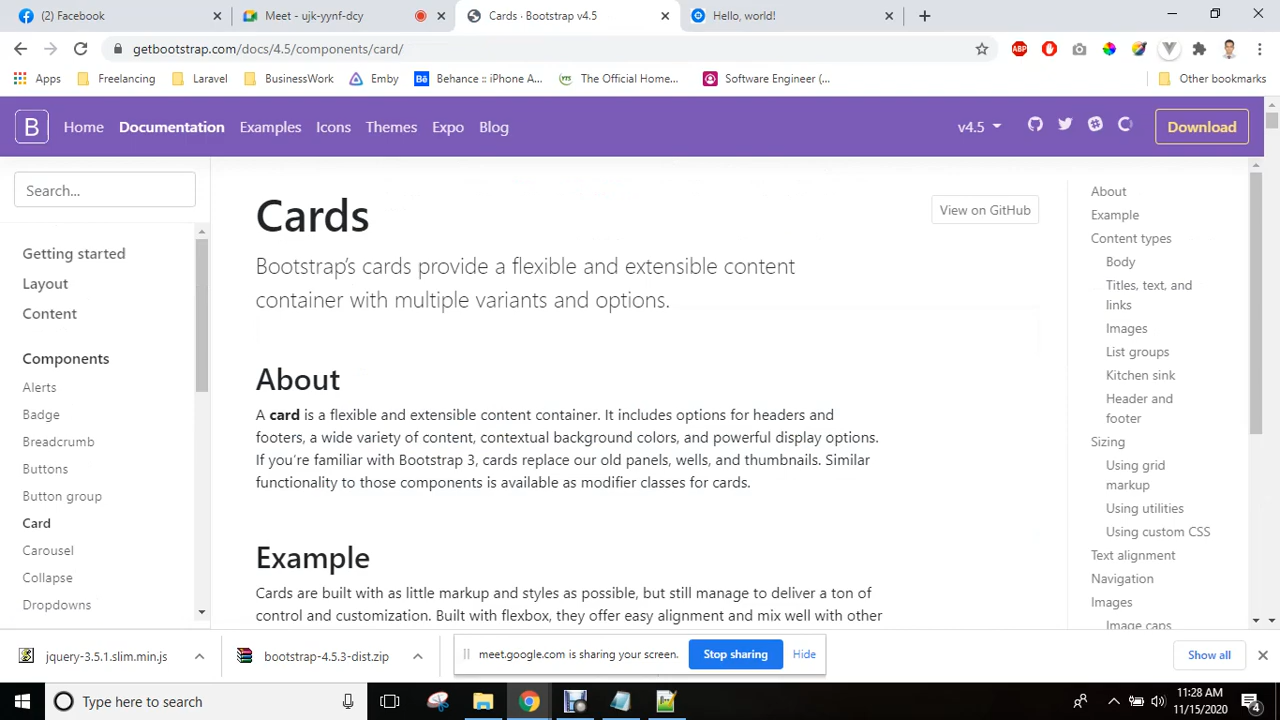 (2) Facebook
Meet - ujk-yynf-dcy
Cards · Bootstrap v4.5
Hello, world!
getbootstrap.com/docs/4.5/components/card/
ABP
Apps
Freelancing
Laravel
BusinessWork
Emby
Bē
Behance :: iPhone A...
The Official Home...
Software Engineer (...
Other bookmarks
B
Home
Documentation
Examples
Icons
Themes
Expo
Blog
v4.5
Download
Search...
Getting started
Layout
Content
Components
Alerts
Badge
Breadcrumb
Buttons
Button group
Card
Carousel
Collapse
Dropdowns
Cards
View on GitHub
Bootstrap's cards provide a flexible and extensible content
container with multiple variants and options.
About
A card is a flexible and extensible content container. It includes options for headers and
footers, a wide variety of content, contextual background colors, and powerful display options.
If you're familiar with Bootstrap 3, cards replace our old panels, wells, and thumbnails. Similar
functionality to those components is available as modifier classes for cards.
Example
Cards are built with as little markup and styles as possible, but still manage to deliver a ton of
control and customization. Built with flexbox, they offer easy alignment and mix well with other
About
Example
Content types
Body
Titles, text, and
links
Images
List groups
Kitchen sink
Header and
footer
Sizing
Using grid
markup
Using utilities
Using custom CSS
Text alignment
Navigation
Images
Image caps
jquery-3.5.1.slim.min.js
bootstrap-4.5.3-dist.zip
meet.google.com is sharing your screen.
Stop sharing
Hide
Show all
Type here to search
11:28 AM
11/15/2020
4